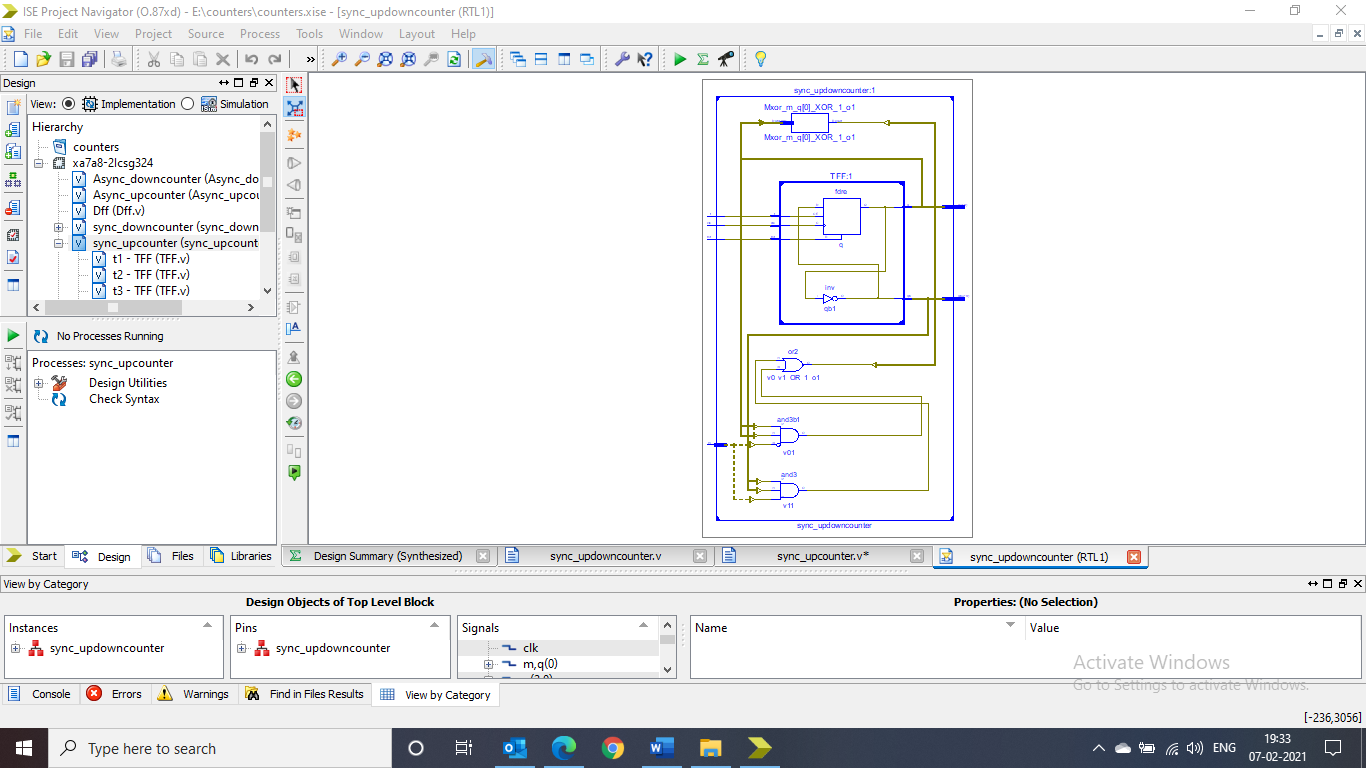 ISE Project Navigator (O.87xd) - E:\counters\counters.xise - [sync_updowncounter (RTL1)]
File Edit View Project Source Process Tools Window Layout Help
»
Design
View: Implementation Simulation
Hierarchy
counters
xa7a8-2lcsg324
Async_downcounter (Async_do
Async_upcounter (Async_upcou
Dff (Dff.v)
sync_downcounter (sync_down
sync_upcounter (sync_upcount
t1 - TFF (TFF.v)
t2 - TFF (TFF.v)
t3 - TFF (TFF.v)
No Processes Running
Processes: sync_upcounter
Design Utilities
Check Syntax
Start Design Files Libraries
sync_updowncounter:1
Mxor_m_q[0]_XOR_1_o1
Mxor_m_q[0]_XOR_1_o1
TFF:1
fdre
q
inv
qb1
or2
v0_v1_OR_1_o1
and3b1
v01
and3
v11
sync_updowncounter
Design Summary (Synthesized) sync_updowncounter.v sync_upcounter.v* sync_updowncounter (RTL1)
View by Category
Design Objects of Top Level Block Properties: (No Selection)
Instances Pins Signals Name Value
sync_updowncounter sync_updowncounter clk
m,q(0)
Activate Windows
Go to Settings to activate Windows.
Console Errors Warnings Find in Files Results View by Category
[-236,3056]
Type here to search
ENG
19:33
07-02-2021